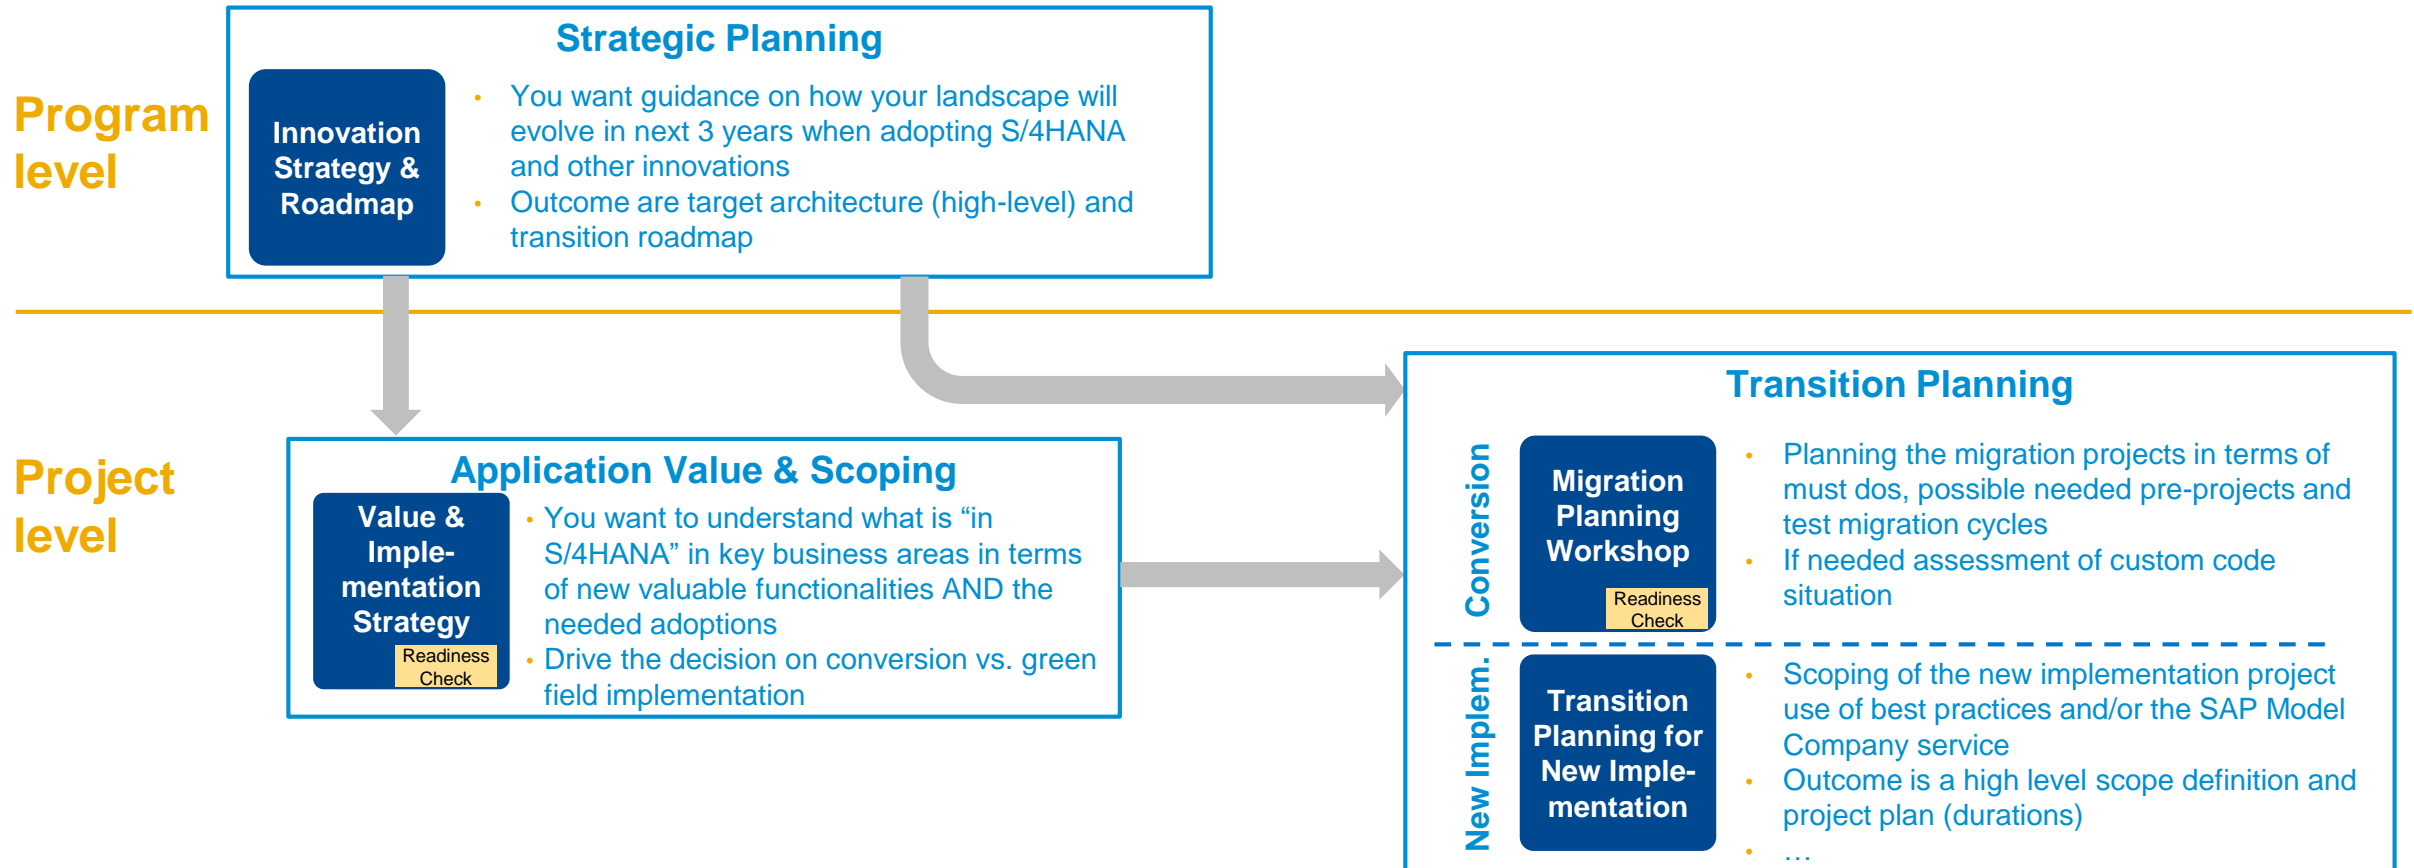 Strategic Planning
Program
level
Innovation
Strategy &
Roadmap
• You want guidance on how your landscape will
evolve in next 3 years when adopting S/4HANA
and other innovations
• Outcome are target architecture (high-level) and
transition roadmap
Project
level
Application Value & Scoping
Value &
Imple-
mentation
Strategy
Readiness
Check
• You want to understand what is “in
S/4HANA” in key business areas in terms
of new valuable functionalities AND the
needed adoptions
• Drive the decision on conversion vs. green
field implementation
Transition Planning
Conversion
Migration
Planning
Workshop
Readiness
Check
• Planning the migration projects in terms of
must dos, possible needed pre-projects and
test migration cycles
• If needed assessment of custom code
situation
New Implem.
Transition
Planning for
New Imple-
mentation
• Scoping of the new implementation project
use of best practices and/or the SAP Model
Company service
• Outcome is a high level scope definition and
project plan (durations)
• …